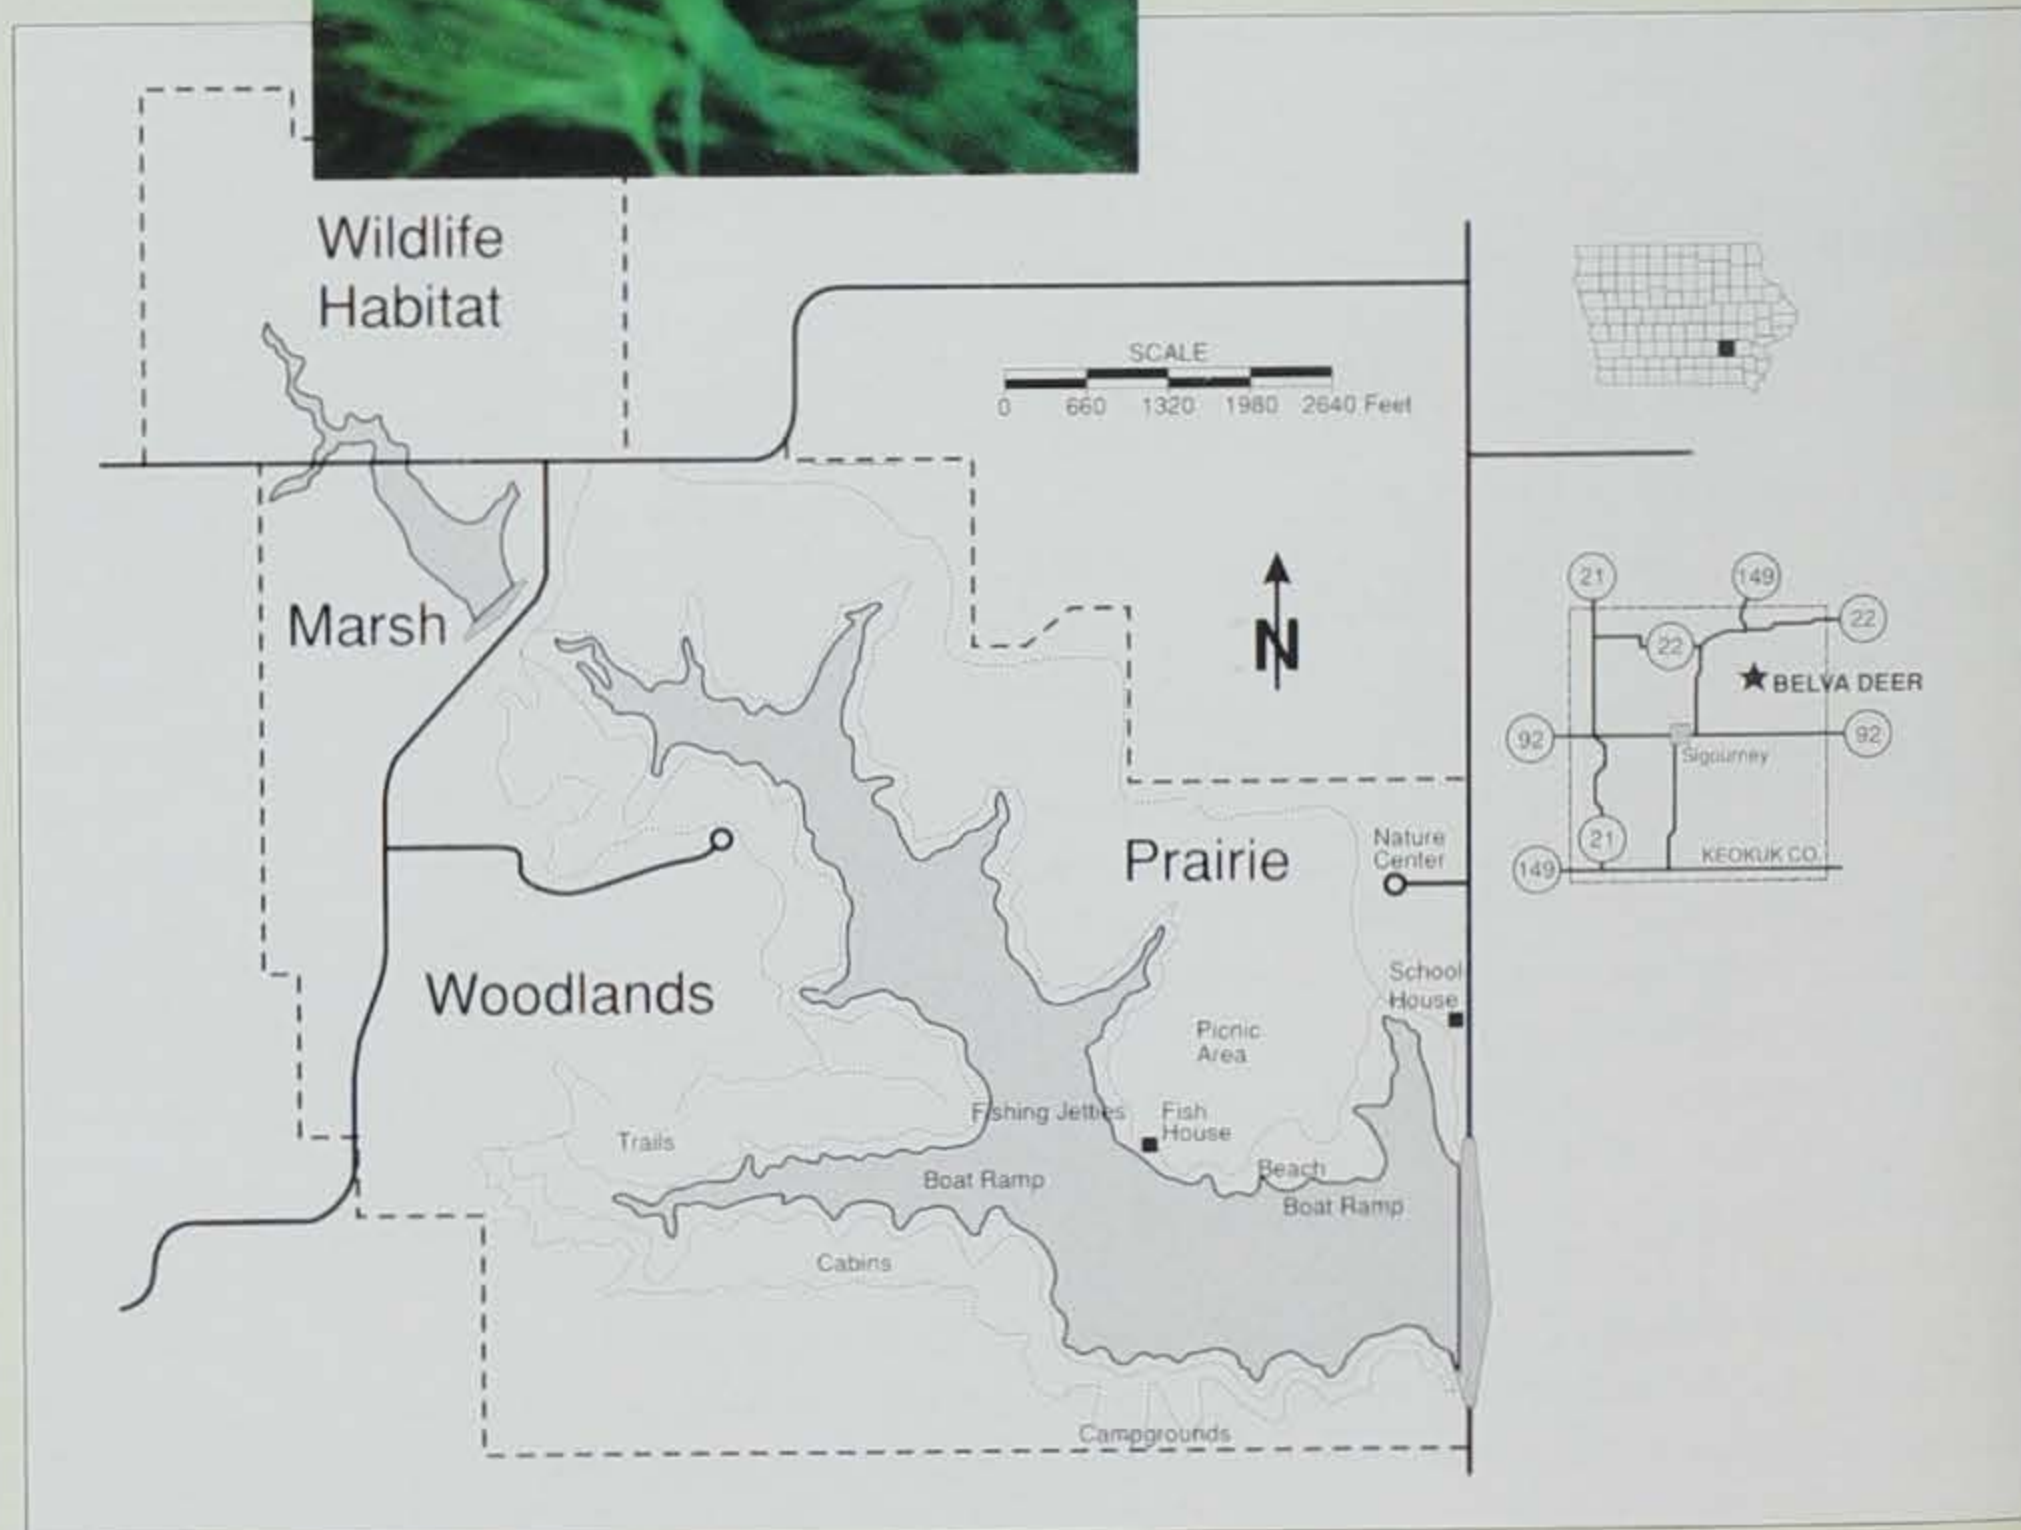 Wildlife
Habitat
SCALE
0 660 1320 1980 2640 Feet
Marsh
N
21
149
22
22
BELVA DEER
92
92
Sigourney
21
KEOKUK CO.
149
Prairie
Nature
Center
Woodlands
School
House
Picnic
Area
Fishing Jetties
Fish
House
Trails
Beach
Boat Ramp
Boat Ramp
Cabins
Campgrounds